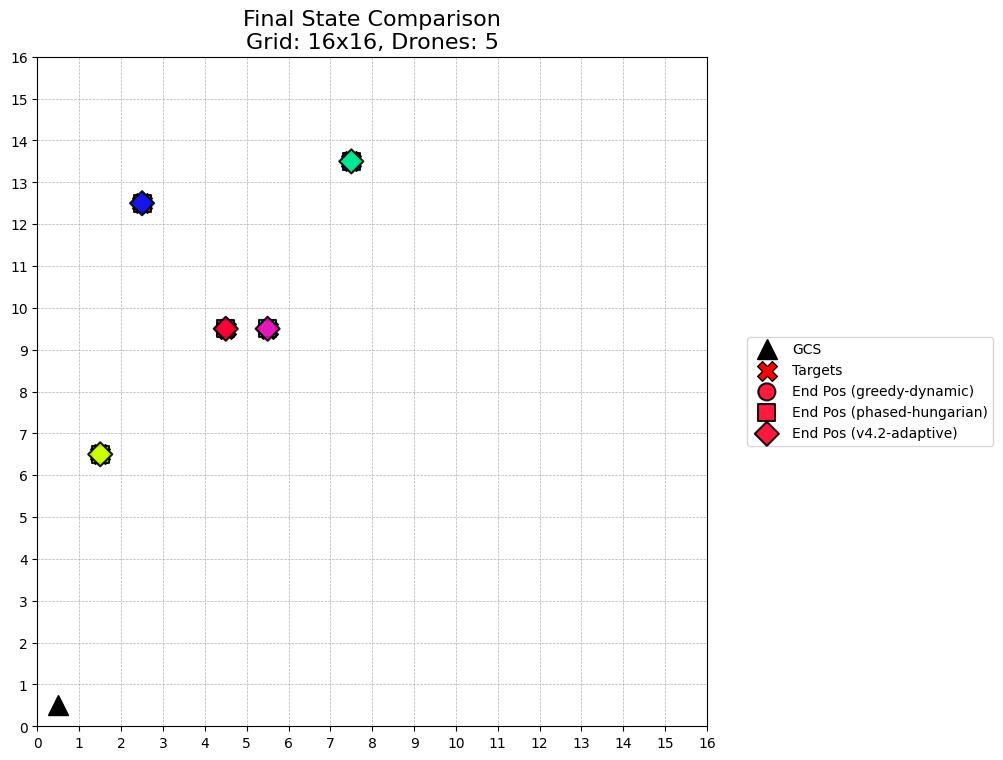 Final State Comparison
Grid: 16x16, Drones: 5
16
15
14
13
12
11
10
9
8
7
6
5
4
3
2
1
0
0 1 2 3 4 5 6 7 8 9 10 11 12 13 14 15 16
GCS
Targets
End Pos (greedy-dynamic)
End Pos (phased-hungarian)
End Pos (v4.2-adaptive)